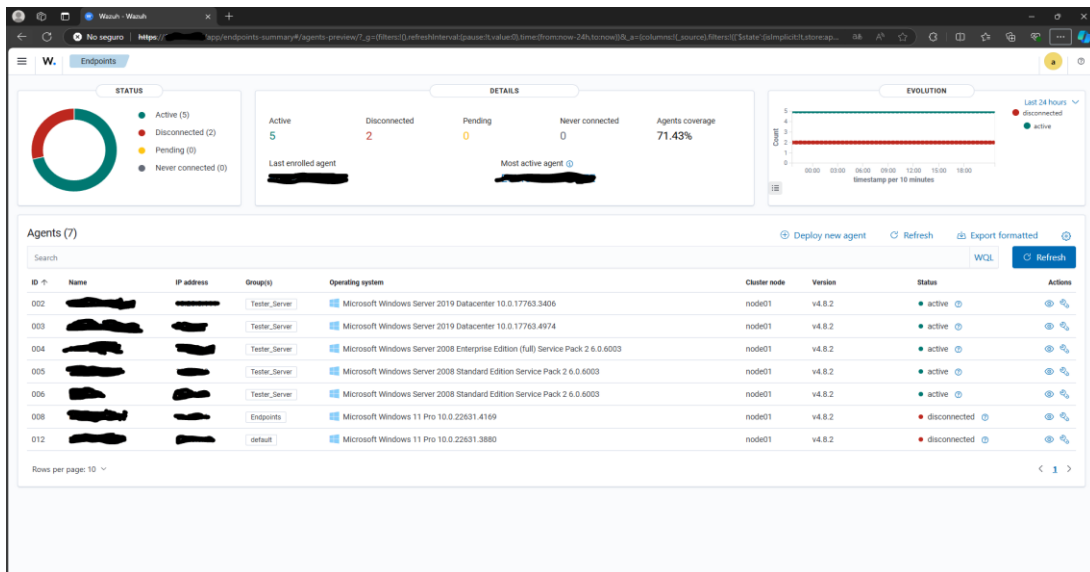 Wazuh - Wazuh
No seguro https:// app/endpoints-summary#/agents-preview/?_g=(filters:!(),refreshInterval:(pause:!t,value:0),time:(from:now-24h,to:now))&_a=(columns:!(_source),filters:!(('$state':(isImplicit:!t,store:ap...
W. Endpoints a
STATUS
Active (5)
Disconnected (2)
Pending (0)
Never connected (0)
DETAILS
Active Disconnected Pending Never connected Agents coverage
5 2 0 0 71.43%
Last enrolled agent Most active agent
EVOLUTION
Last 24 hours
disconnected
active
Count
5
4
3
2
1
0
00:00 03:00 06:00 09:00 12:00 15:00 18:00
timestamp per 10 minutes
Agents (7) Deploy new agent Refresh Export formatted
Search WQL Refresh
ID Name IP address Group(s) Operating system Cluster node Version Status Actions
002 Tester_Server Microsoft Windows Server 2019 Datacenter 10.0.17763.3406 node01 v4.8.2 active
003 Tester_Server Microsoft Windows Server 2019 Datacenter 10.0.17763.4974 node01 v4.8.2 active
004 Tester_Server Microsoft Windows Server 2008 Enterprise Edition (full) Service Pack 2 6.0.6003 node01 v4.8.2 active
005 Tester_Server Microsoft Windows Server 2008 Standard Edition Service Pack 2 6.0.6003 node01 v4.8.2 active
006 Tester_Server Microsoft Windows Server 2008 Standard Edition Service Pack 2 6.0.6003 node01 v4.8.2 active
008 Endpoints Microsoft Windows 11 Pro 10.0.22631.4169 node01 v4.8.2 disconnected
012 default Microsoft Windows 11 Pro 10.0.22631.3880 node01 v4.8.2 disconnected
Rows per page: 10 1